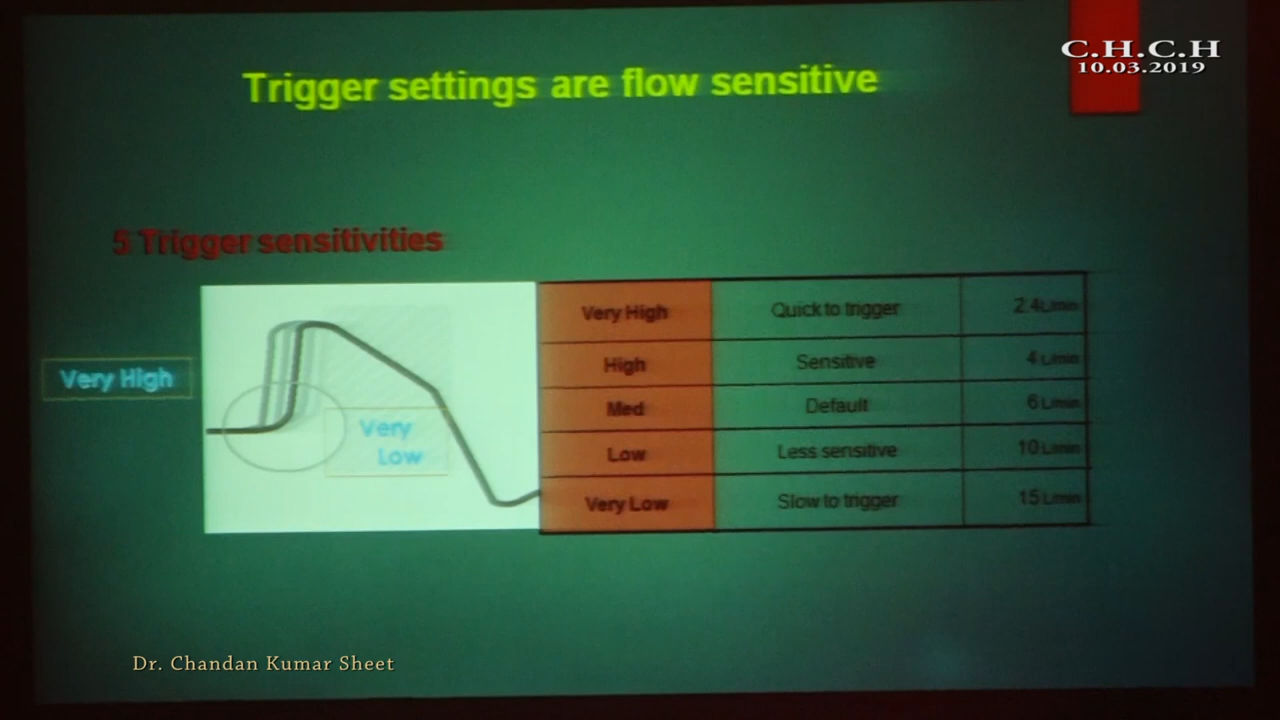 C.H.C.H
10.03.2019
Trigger settings are flow sensitive
5 Trigger sensitivities
Very High
Very
Low
Very High Quick to trigger 2.4L/min
High Sensitive 4 L/min
Med Default 6 L/min
Low Less sensitive 10 L/min
Very Low Slow to trigger 15 L/min
Dr. Chandan Kumar Sheet